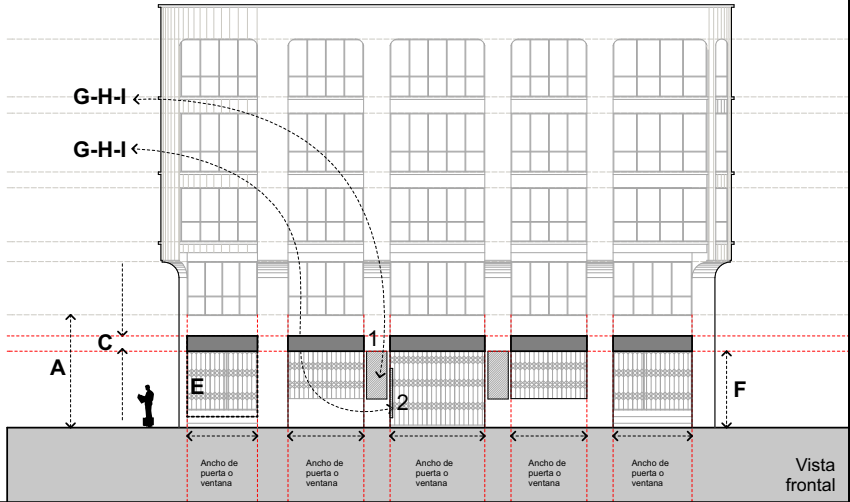 G-H-I
G-H-I
C
1
A
E
F
2
Ancho de
puerta o
ventana
Ancho de
puerta o
ventana
Ancho de
puerta o
ventana
Ancho de
puerta o
ventana
Ancho de
puerta o
ventana
Vista
frontal